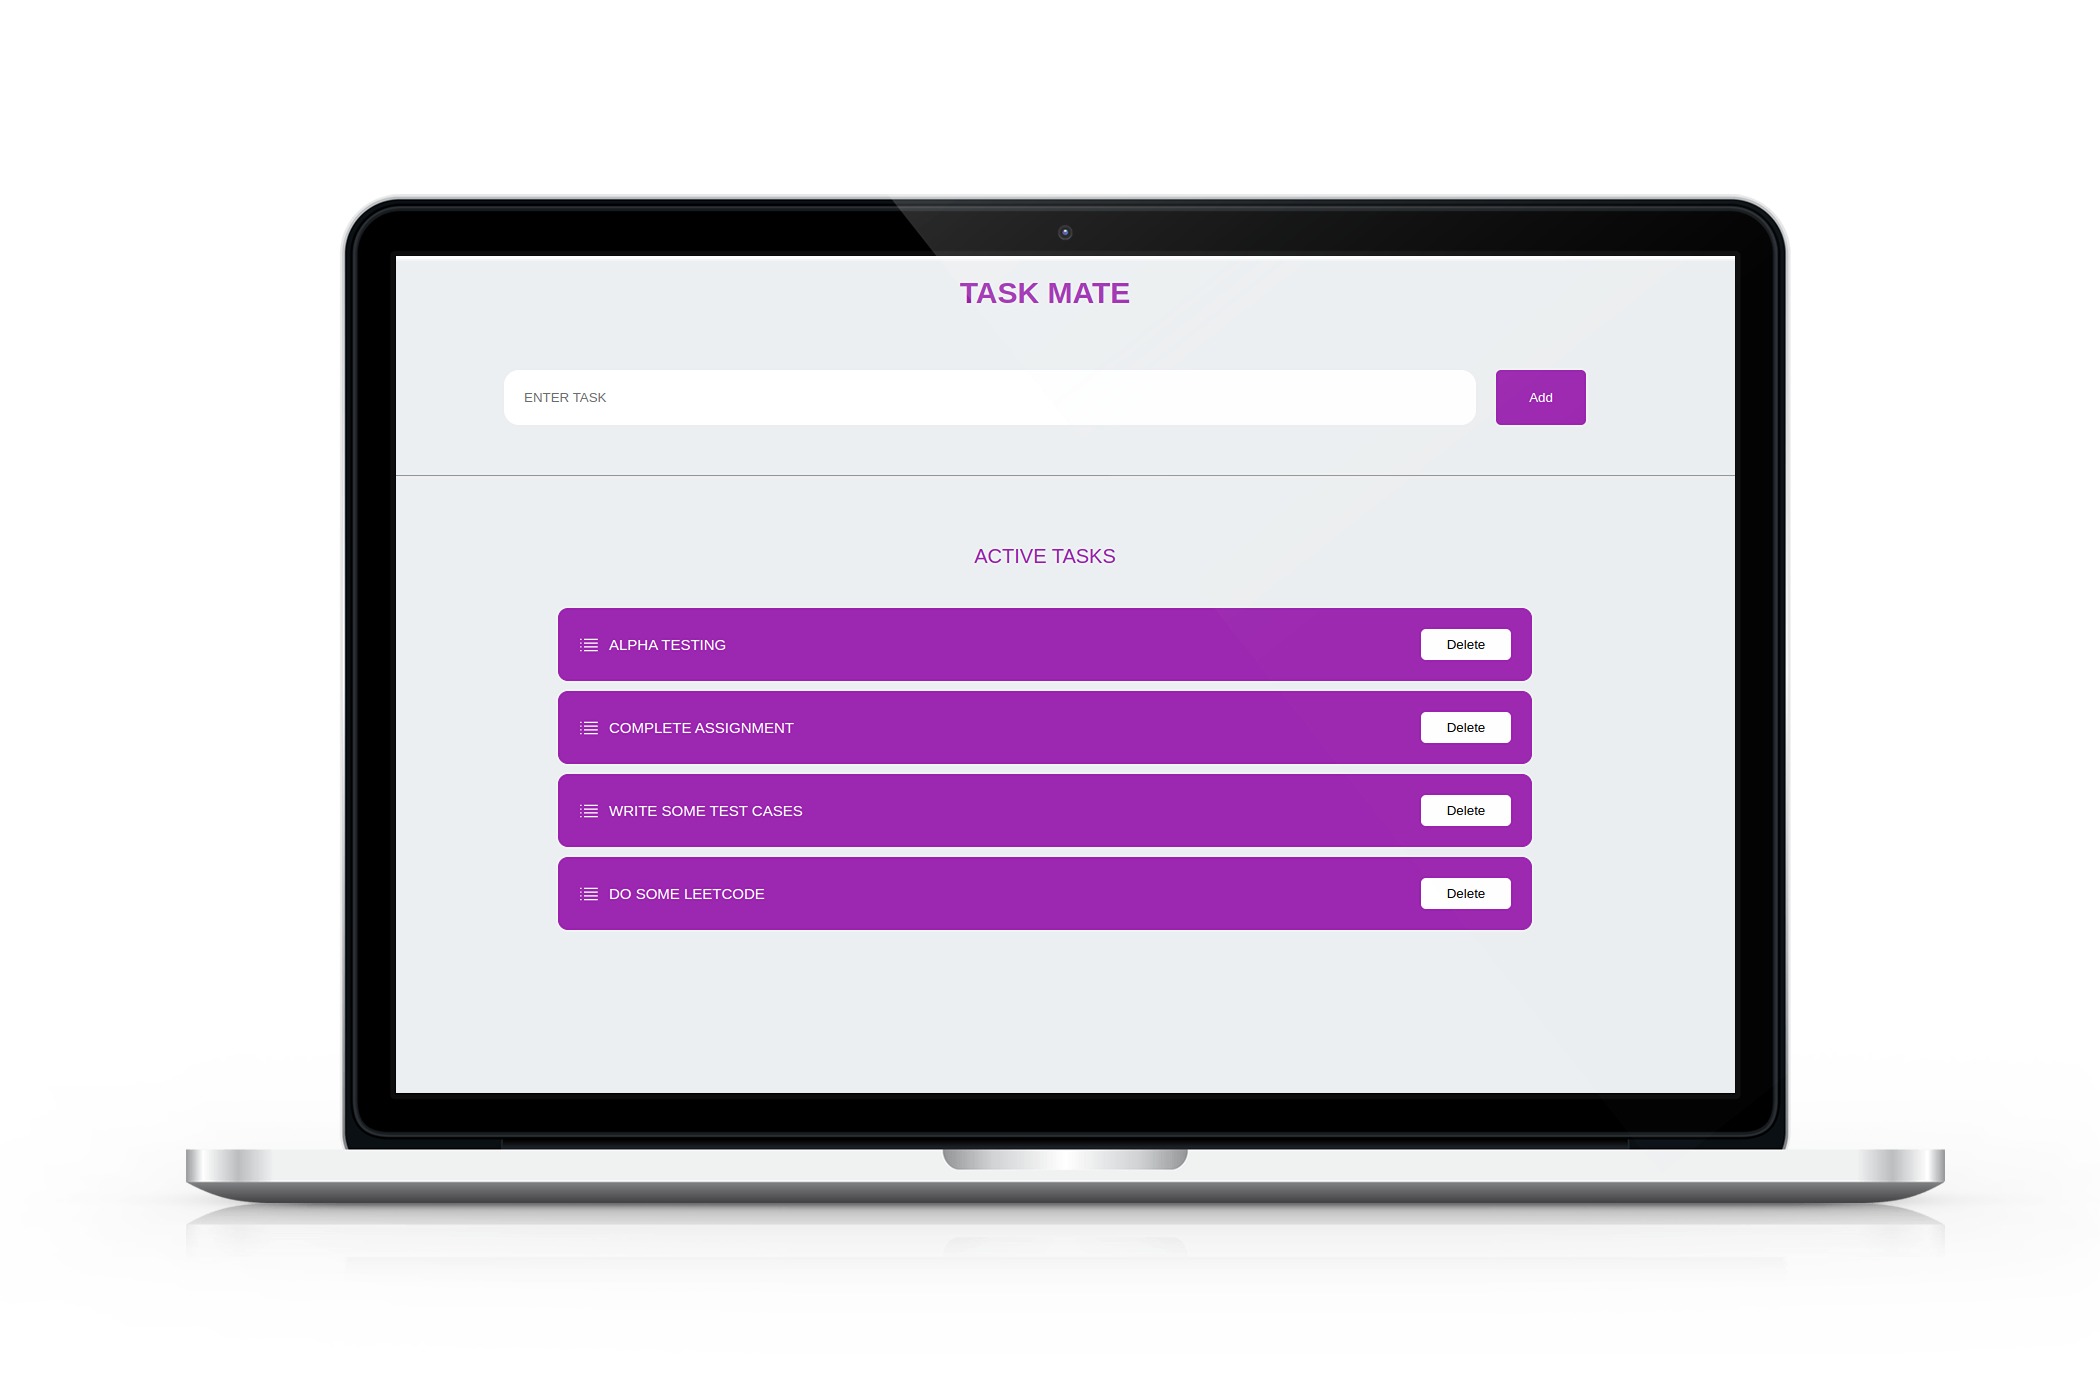 TASK MATE
ENTER TASK
Add
ACTIVE TASKS
ALPHA TESTING
Delete
COMPLETE ASSIGNMENT
Delete
WRITE SOME TEST CASES
Delete
DO SOME LEETCODE
Delete